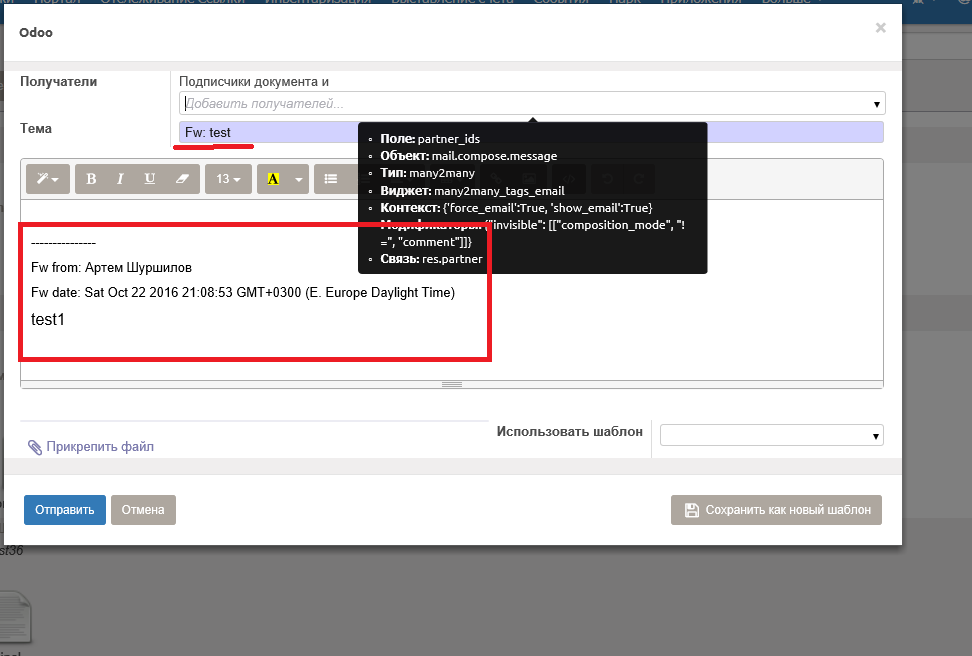 Портал Отслеживание Ссылки Инвентаризация Выставление счета События Парк Приложения Больше
Odoo
×
Получатели
Подписчики документа и
Добавить получателей...
Тема
Fw: test
Поле: partner_ids
Объект: mail.compose.message
Тип: many2many
Виджет: many2many_tags_email
Контекст: {'force_email':True, 'show_email':True}
Модификаторы: {"invisible": [["composition_mode", "!
=", "comment"]]}
Связь: res.partner
B I U 13 A
---------------
Fw from: Артем Шуршилов
Fw date: Sat Oct 22 2016 21:08:53 GMT+0300 (E. Europe Daylight Time)
test1
Использовать шаблон
Прикрепить файл
Отправить
Отмена
Сохранить как новый шаблон
st36